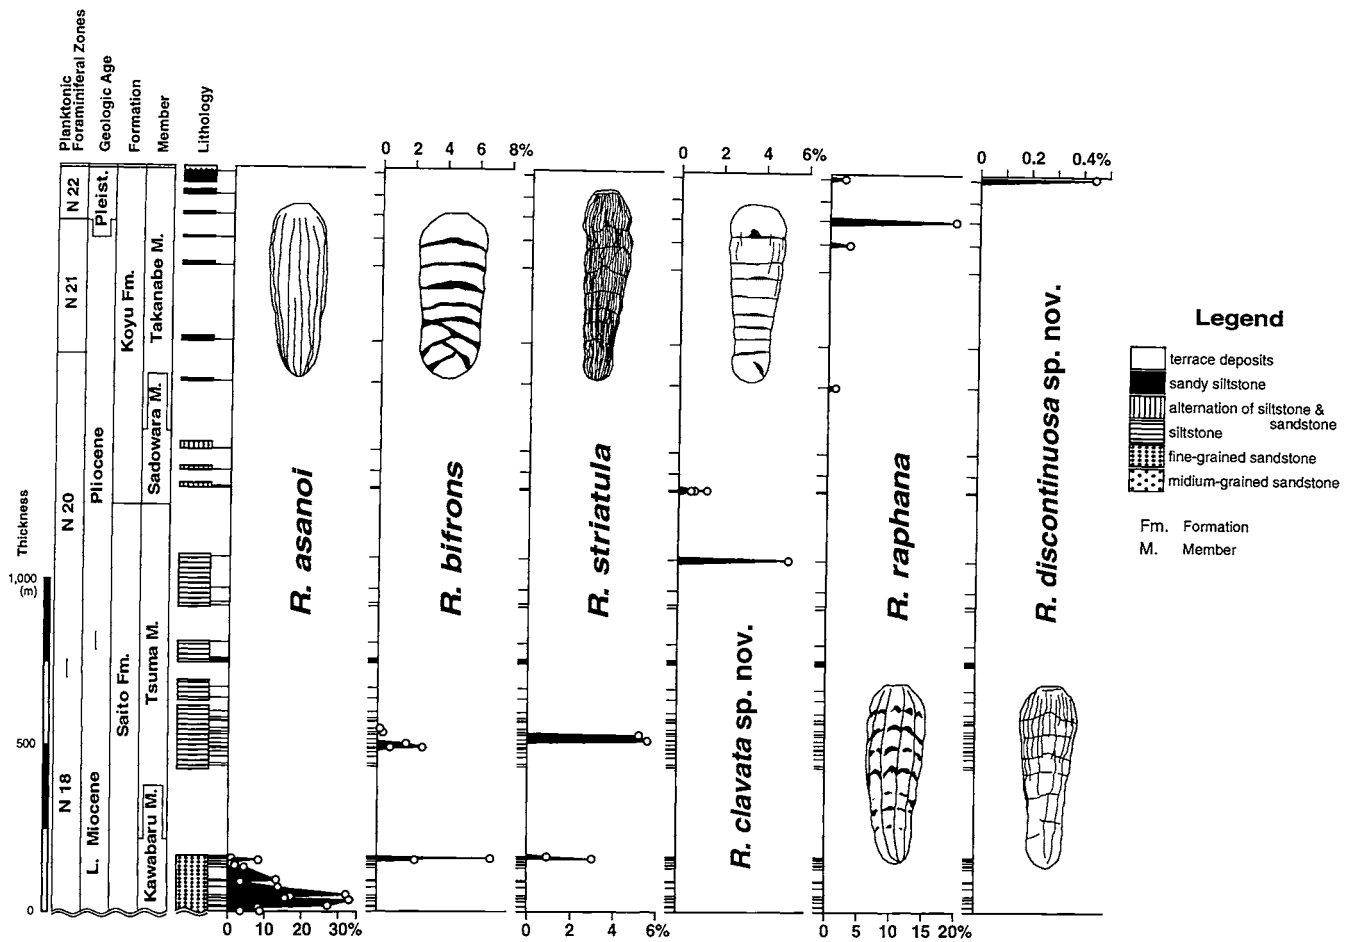 Planktonic
Foraminiferal Zones
Geologic Age
Formation
Member
Lithology
0 2 4 6 8%
0 2 4 6%
0 0.2 0.4%
N 22
N 21
N 20
N 18
Pleist.
Pliocene
L. Miocene
Koyu Fm.
Saito Fm.
Takanabe M.
Sadowara M.
Tsuma M.
Kawabaru M.
Thickness
1,000
(m)
500
0
R. asanoi
R. bifrons
R. striatula
R. clavata sp. nov.
R. raphana
R. discontinuosa sp. nov.
0 10 20 30%
0 2 4 6%
0 5 10 15 20%
Legend
terrace deposits
sandy siltstone
alternation of siltstone &
sandstone
siltstone
fine-grained sandstone
midium-grained sandstone
Fm. Formation
M. Member